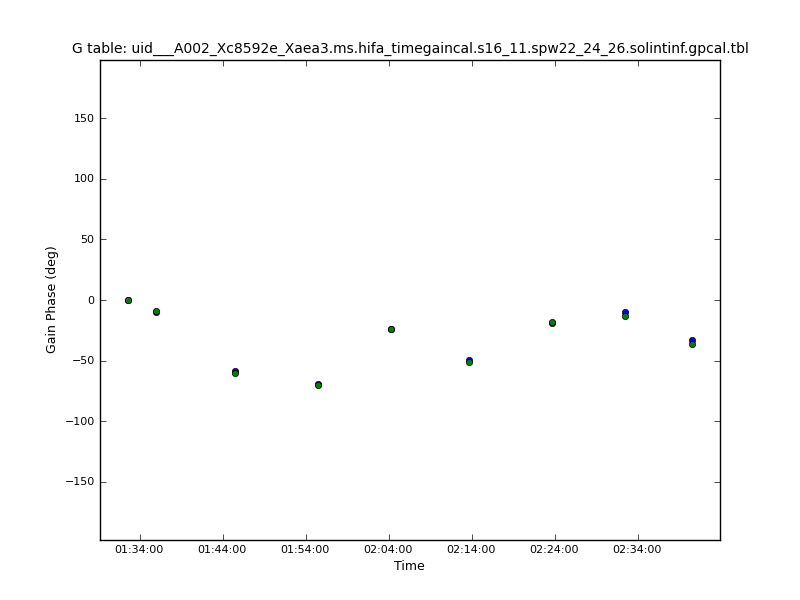 G table: uid___A002_Xc8592e_Xaea3.ms.hifa_timegaincal.s16_11.spw22_24_26.solintinf.gpcal.tbl
150
100
50
0
−50
−100
−150
Gain Phase (deg)
01:34:00 01:44:00 01:54:00 02:04:00 02:14:00 02:24:00 02:34:00
Time